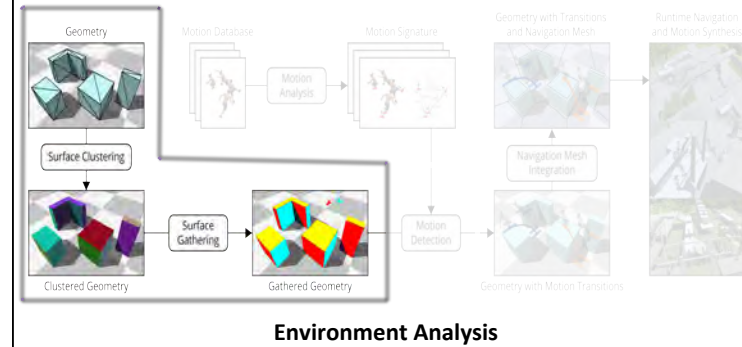 Geometry
Motion Database
Motion Signature
Geometry with Transitions
and Navigation Mesh
Runtime Navigation
and Motion Synthesis
Motion
Analysis
Surface Clustering
Navigation Mesh
Integration
Surface
Gathering
Motion
Detection
Clustered Geometry
Gathered Geometry
Geometry with Motion Transitions
Environment Analysis